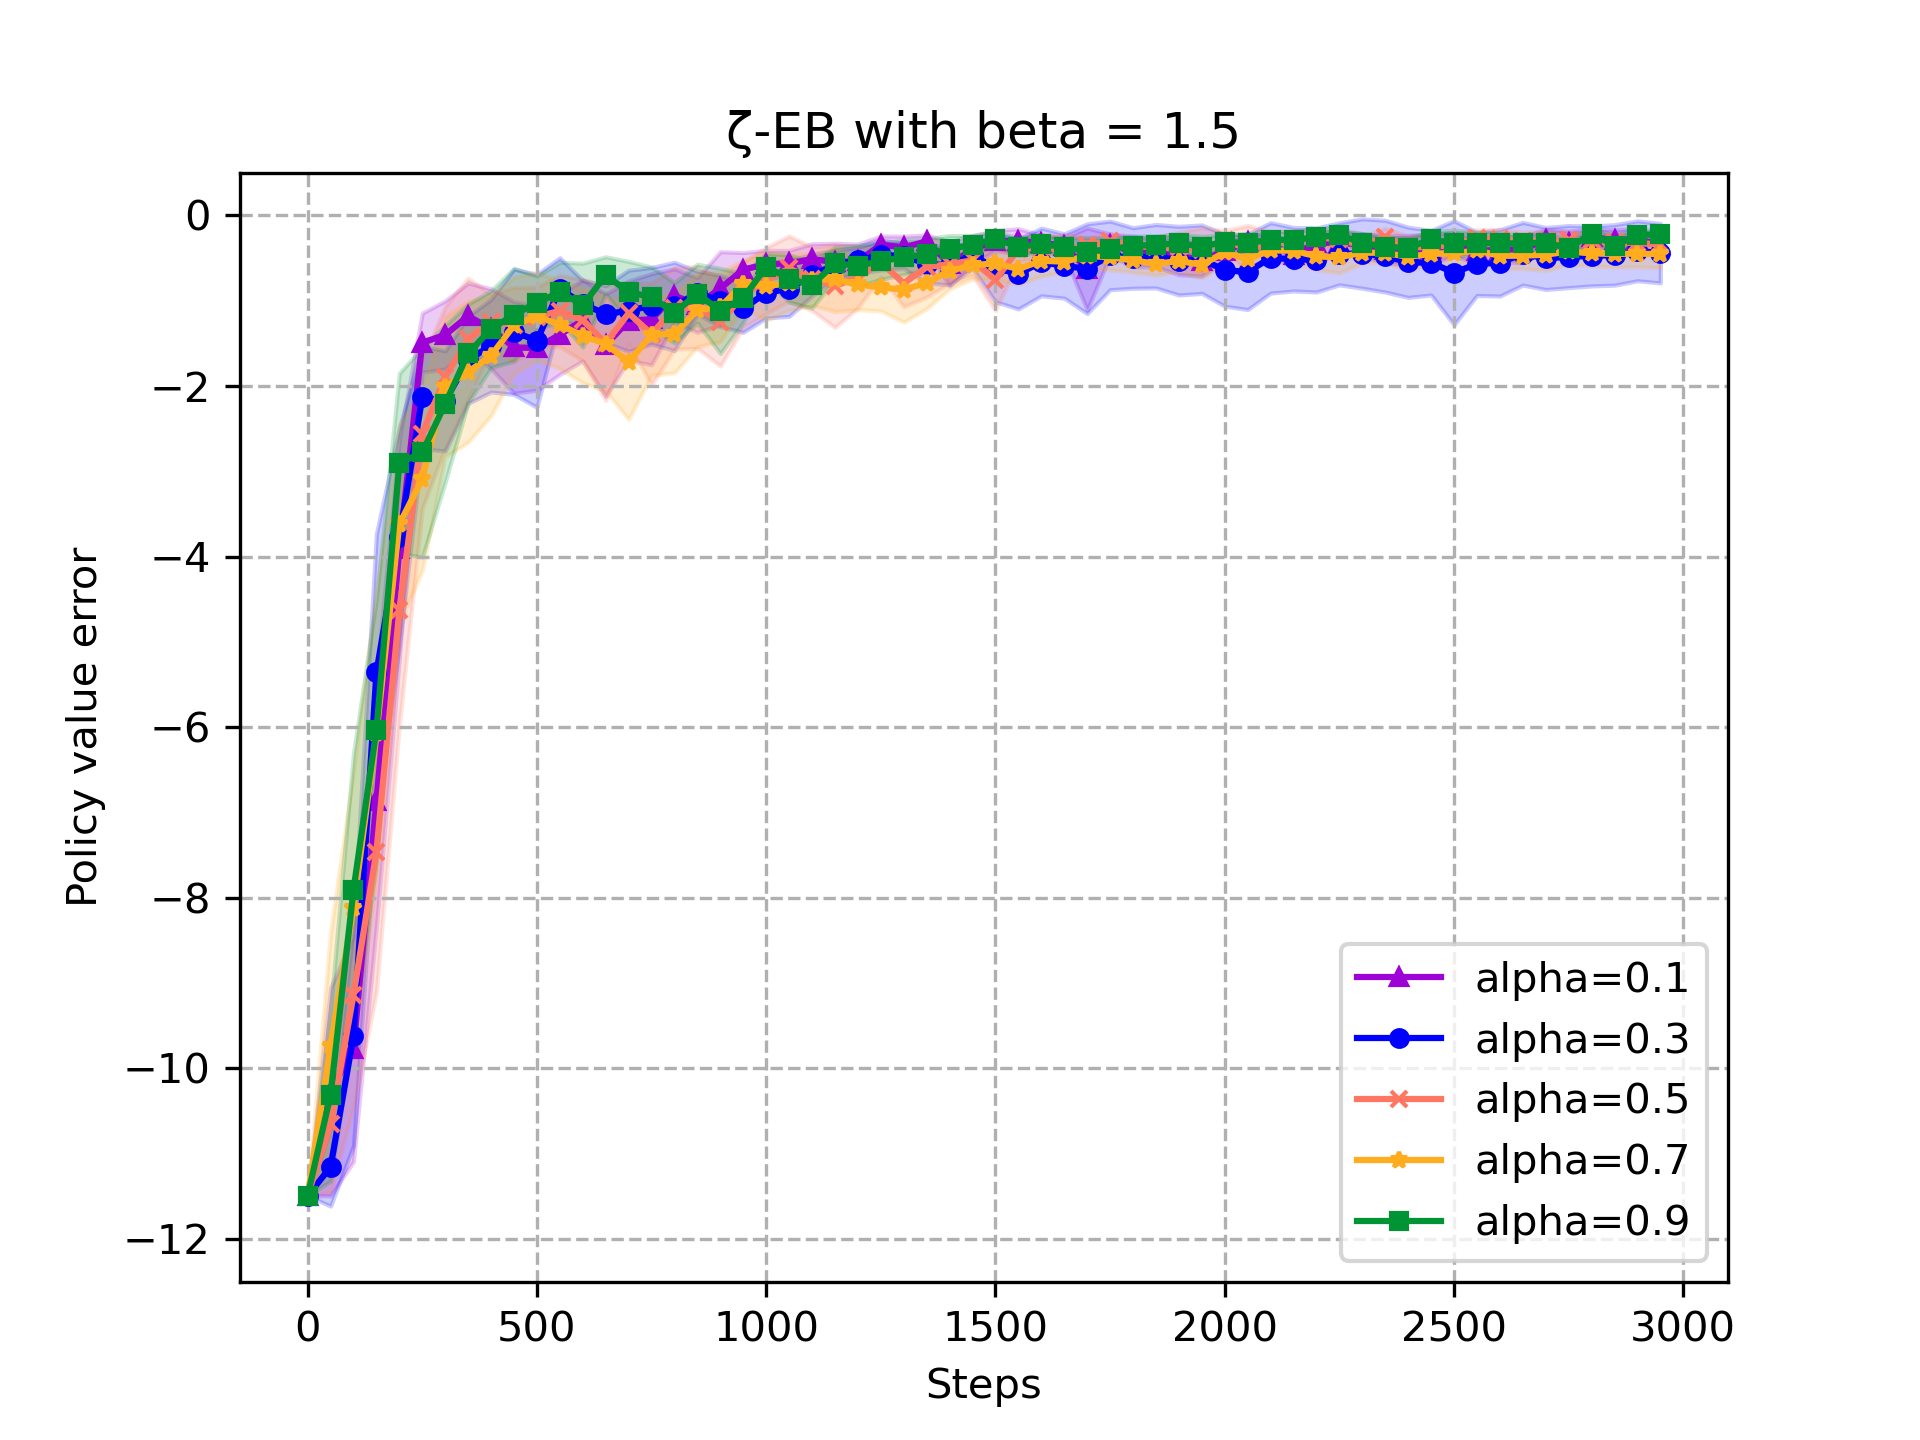 ζ-EB with beta = 1.5
Policy value error
0
−2
−4
−6
−8
−10
−12
0 500 1000 1500 2000 2500 3000
Steps
alpha=0.1
alpha=0.3
alpha=0.5
alpha=0.7
alpha=0.9